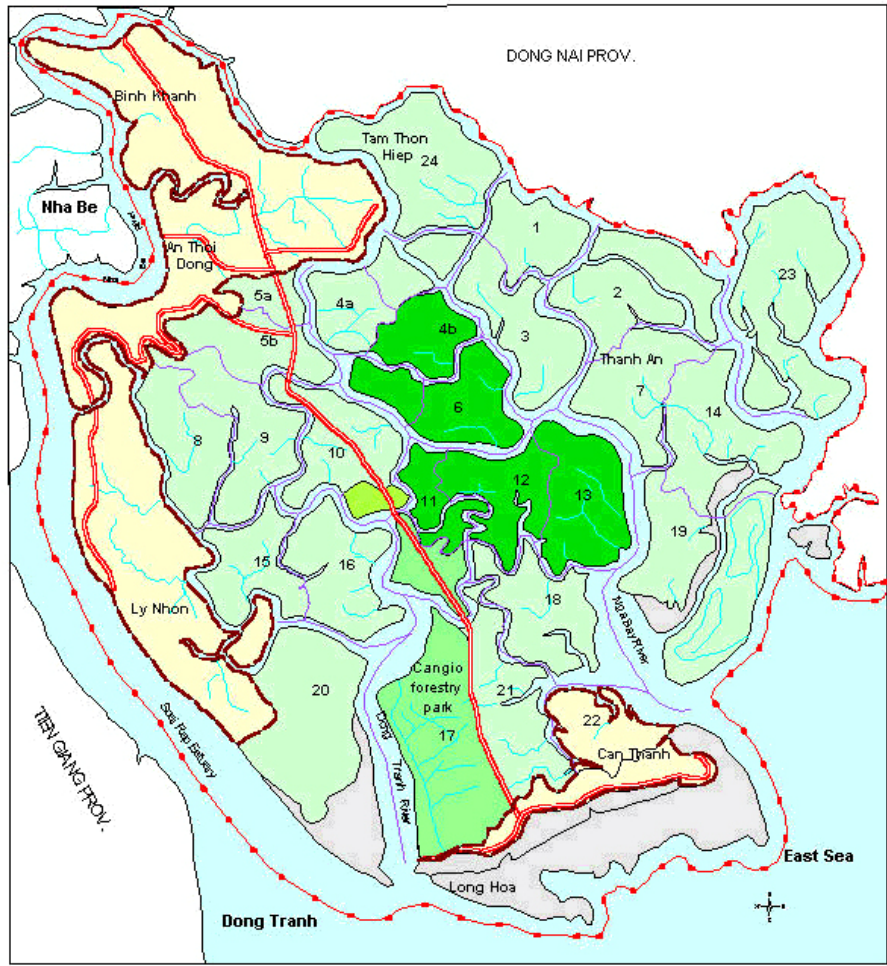 DONG NAI PROV.
Binh Khanh
Tam Thon
Hiep
24
Nha Be
1
An Thoi
Dong
23
2
5a
4a
4b
5b
3
Thanh An
7
6
14
8
9
10
12
11
13
19
15
16
18
Ly Nhon
Nga Bay River
20
Cangio
forestry
park
21
17
22
Can Thanh
Dong
Tranh River
Soai Rap Estuary
TIEN GIANG PROV.
East Sea
Long Hoa
Dong Tranh